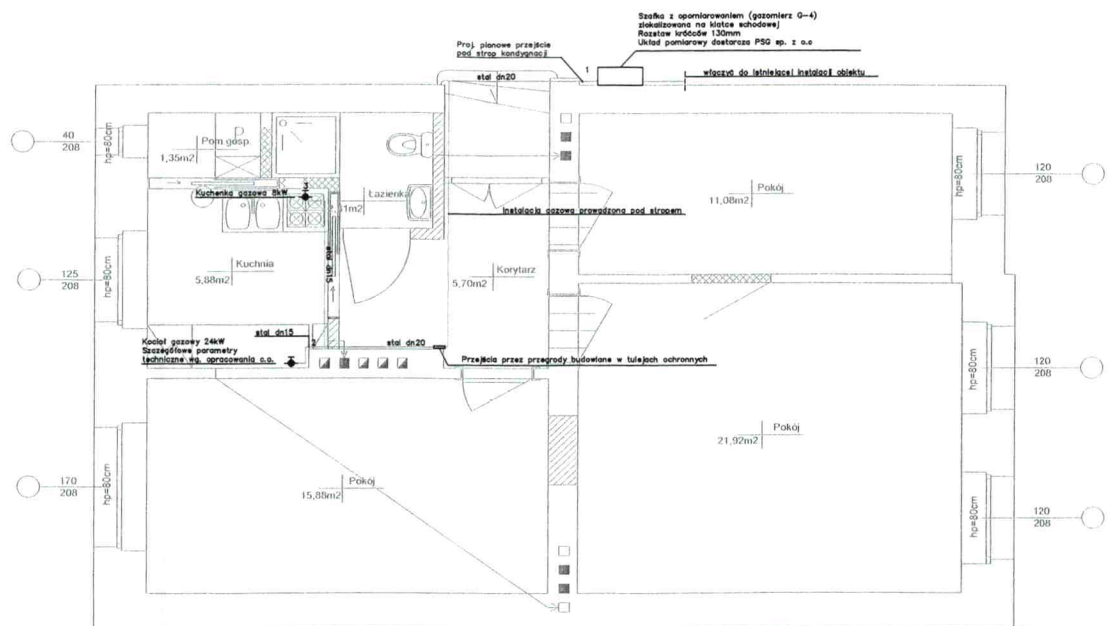 Szafka z opomiarowaniem (gazomierz G-4)
zlokalizowana na klatce schodowej
Rozstaw króćców 130mm
Układ pomiarowy dostarcza PSG sp. z o.o
Proj. pionowe przejście
pod strop kondygnacji
1
włączyć do istniejącej instalacji obiektu
stal dn20
40
208
hp=80cm
Pom.gosp.
1,35m2
P
3
Kuchenka gazowa 8kW
Łazienka
1m2
Instalacja gazowa prowadzona pod stropem
Pokój
11,08m2
hp=80cm
120
208
125
208
hp=80cm
Kuchnia
5,88m2
stal dn15
Korytarz
5,70m2
stal dn15
2
stal dn20
Kocioł gazowy 24kW
Szczegółowe parametry
techniczne wg. opracowania c.o.
Przejścia przez przegrody budowlane w tulejach ochronnych
hp=80cm
120
208
Pokój
21,92m2
170
208
hp=80cm
Pokój
15,88m2
hp=80cm
120
208